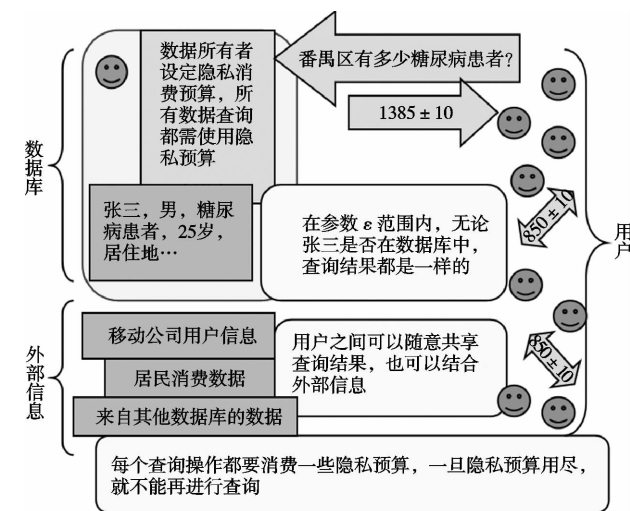 数据所有者
设定隐私消
费预算，所
有数据查询
都需使用隐
私预算
番禺区有多少糖尿病患者?
1385 ± 10
数据库
张三，男，糖尿
病患者，25岁，
居住地…
在参数 ε 范围内，无论
张三是否在数据库中，
查询结果都是一样的
850 ± 10
用户
外部信息
移动公司用户信息
居民消费数据
来自其他数据库的数据
用户之间可以随意共享
查询结果，也可以结合
外部信息
850 ± 10
每个查询操作都要消费一些隐私预算，一旦隐私预算用尽，
就不能再进行查询